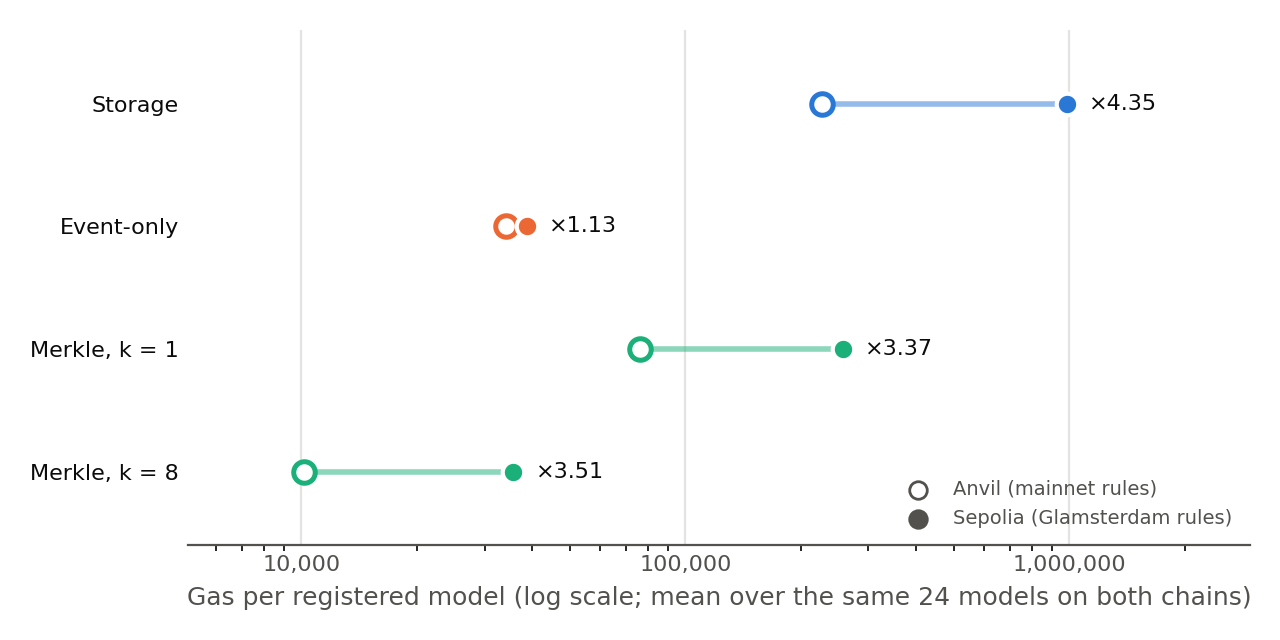 Storage
×4.35
Event-only
×1.13
Merkle, k = 1
×3.37
Merkle, k = 8
×3.51
Anvil (mainnet rules)
Sepolia (Glamsterdam rules)
10,000 100,000 1,000,000
Gas per registered model (log scale; mean over the same 24 models on both chains)